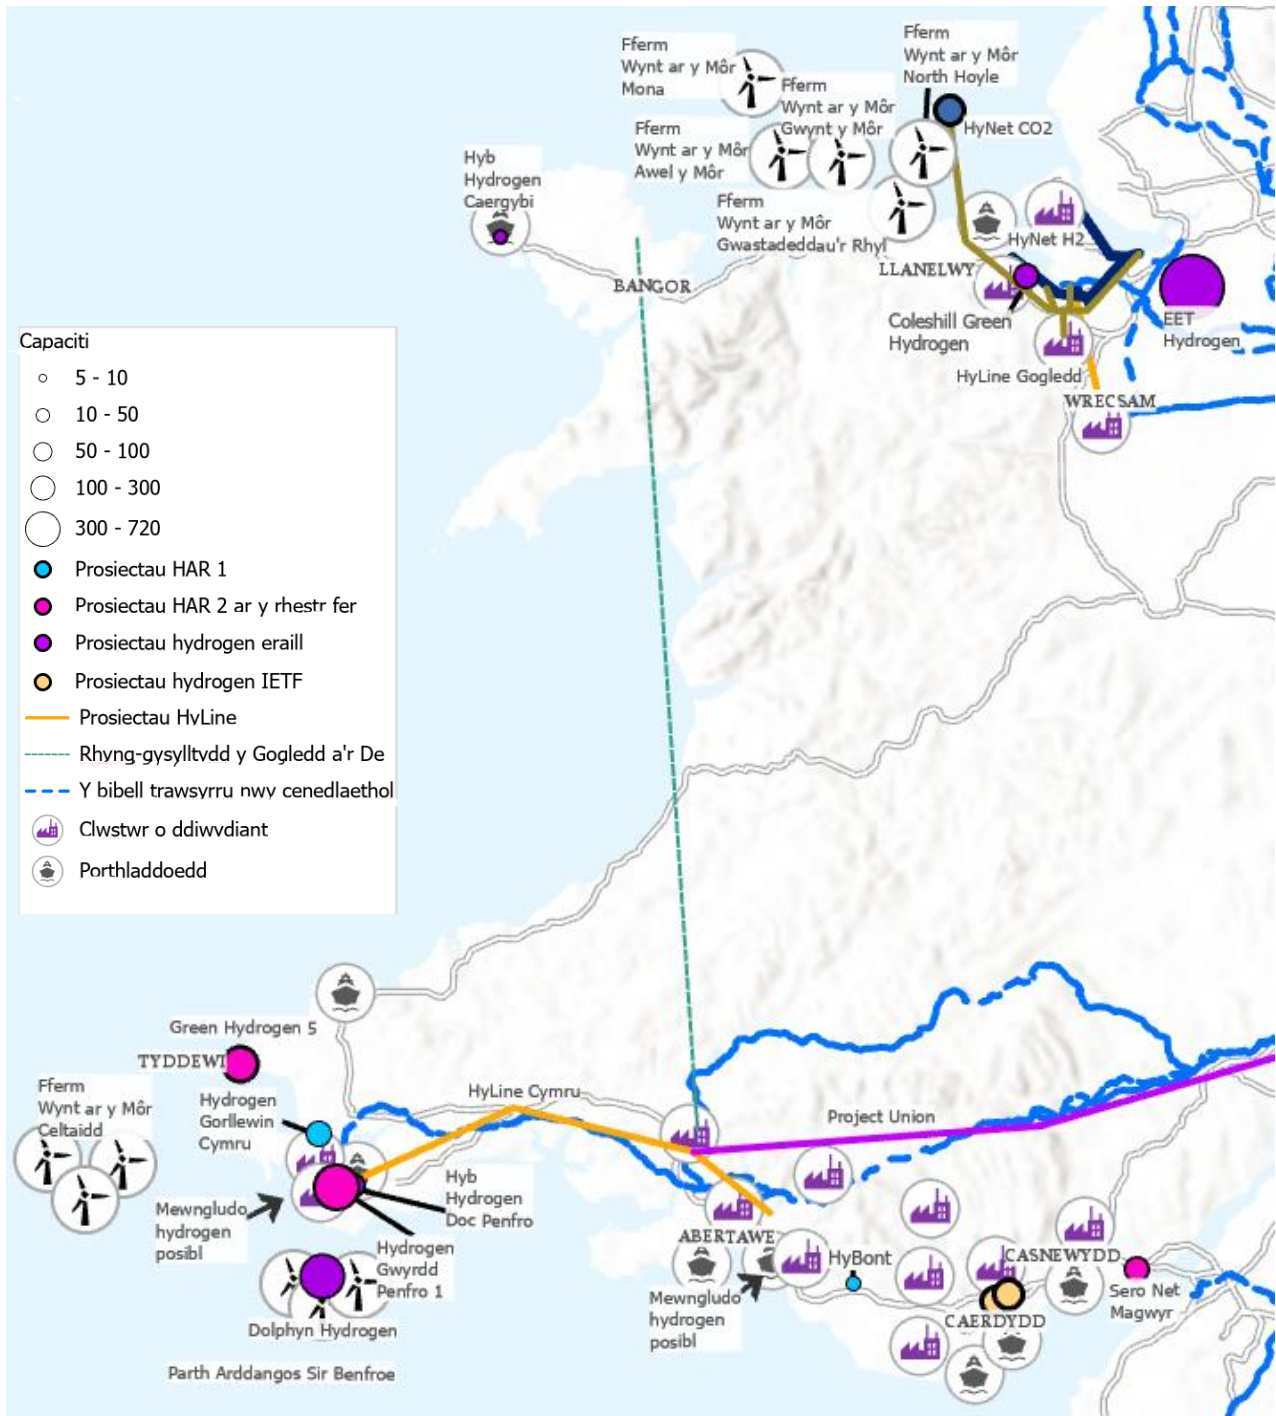 Fferm
Wynt ar y Môr
Mona
Fferm
Wynt ar y Môr
North Hoyle
Fferm
Wynt ar y Môr
Gwynt y Môr
HyNet CO2
Fferm
Wynt ar y Môr
Awel y Môr
Hyb
Hydrogen
Caergybi
Fferm
Wynt ar y Môr
Gwastadeddau'r Rhyl
HyNet H2
LLANELWY
BANGOR
Coleshill Green
Hydrogen
EET
Hydrogen
HyLine Gogledd
WRECSAM
Capaciti
5 - 10
10 - 50
50 - 100
100 - 300
300 - 720
Prosiectau HAR 1
Prosiectau HAR 2 ar y rhestr fer
Prosiectau hydrogen eraill
Prosiectau hydrogen IETF
Prosiectau HyLine
Rhyng-gysylltydd y Gogledd a'r De
Y bibell trawsyrru nwy cenedlaethol
Clwstwr o ddiwydiant
Porthladdoedd
Green Hydrogen 5
TYDDEWI
Fferm
Wynt ar y Môr
Celtaidd
Hydrogen
Gorllewin
Cymru
HyLine Cymru
Project Union
Hyb
Hydrogen
Doc Penfro
Mewngludo
hydrogen
posibl
Hydrogen
Gwyrdd
Penfro 1
Dolphyn Hydrogen
Parth Arddangos Sir Benfroe
ABERTAWE
Mewngludo
hydrogen
posibl
HyBont
CASNEWYDD
Sero Net
Magwyr
CAERDYDD